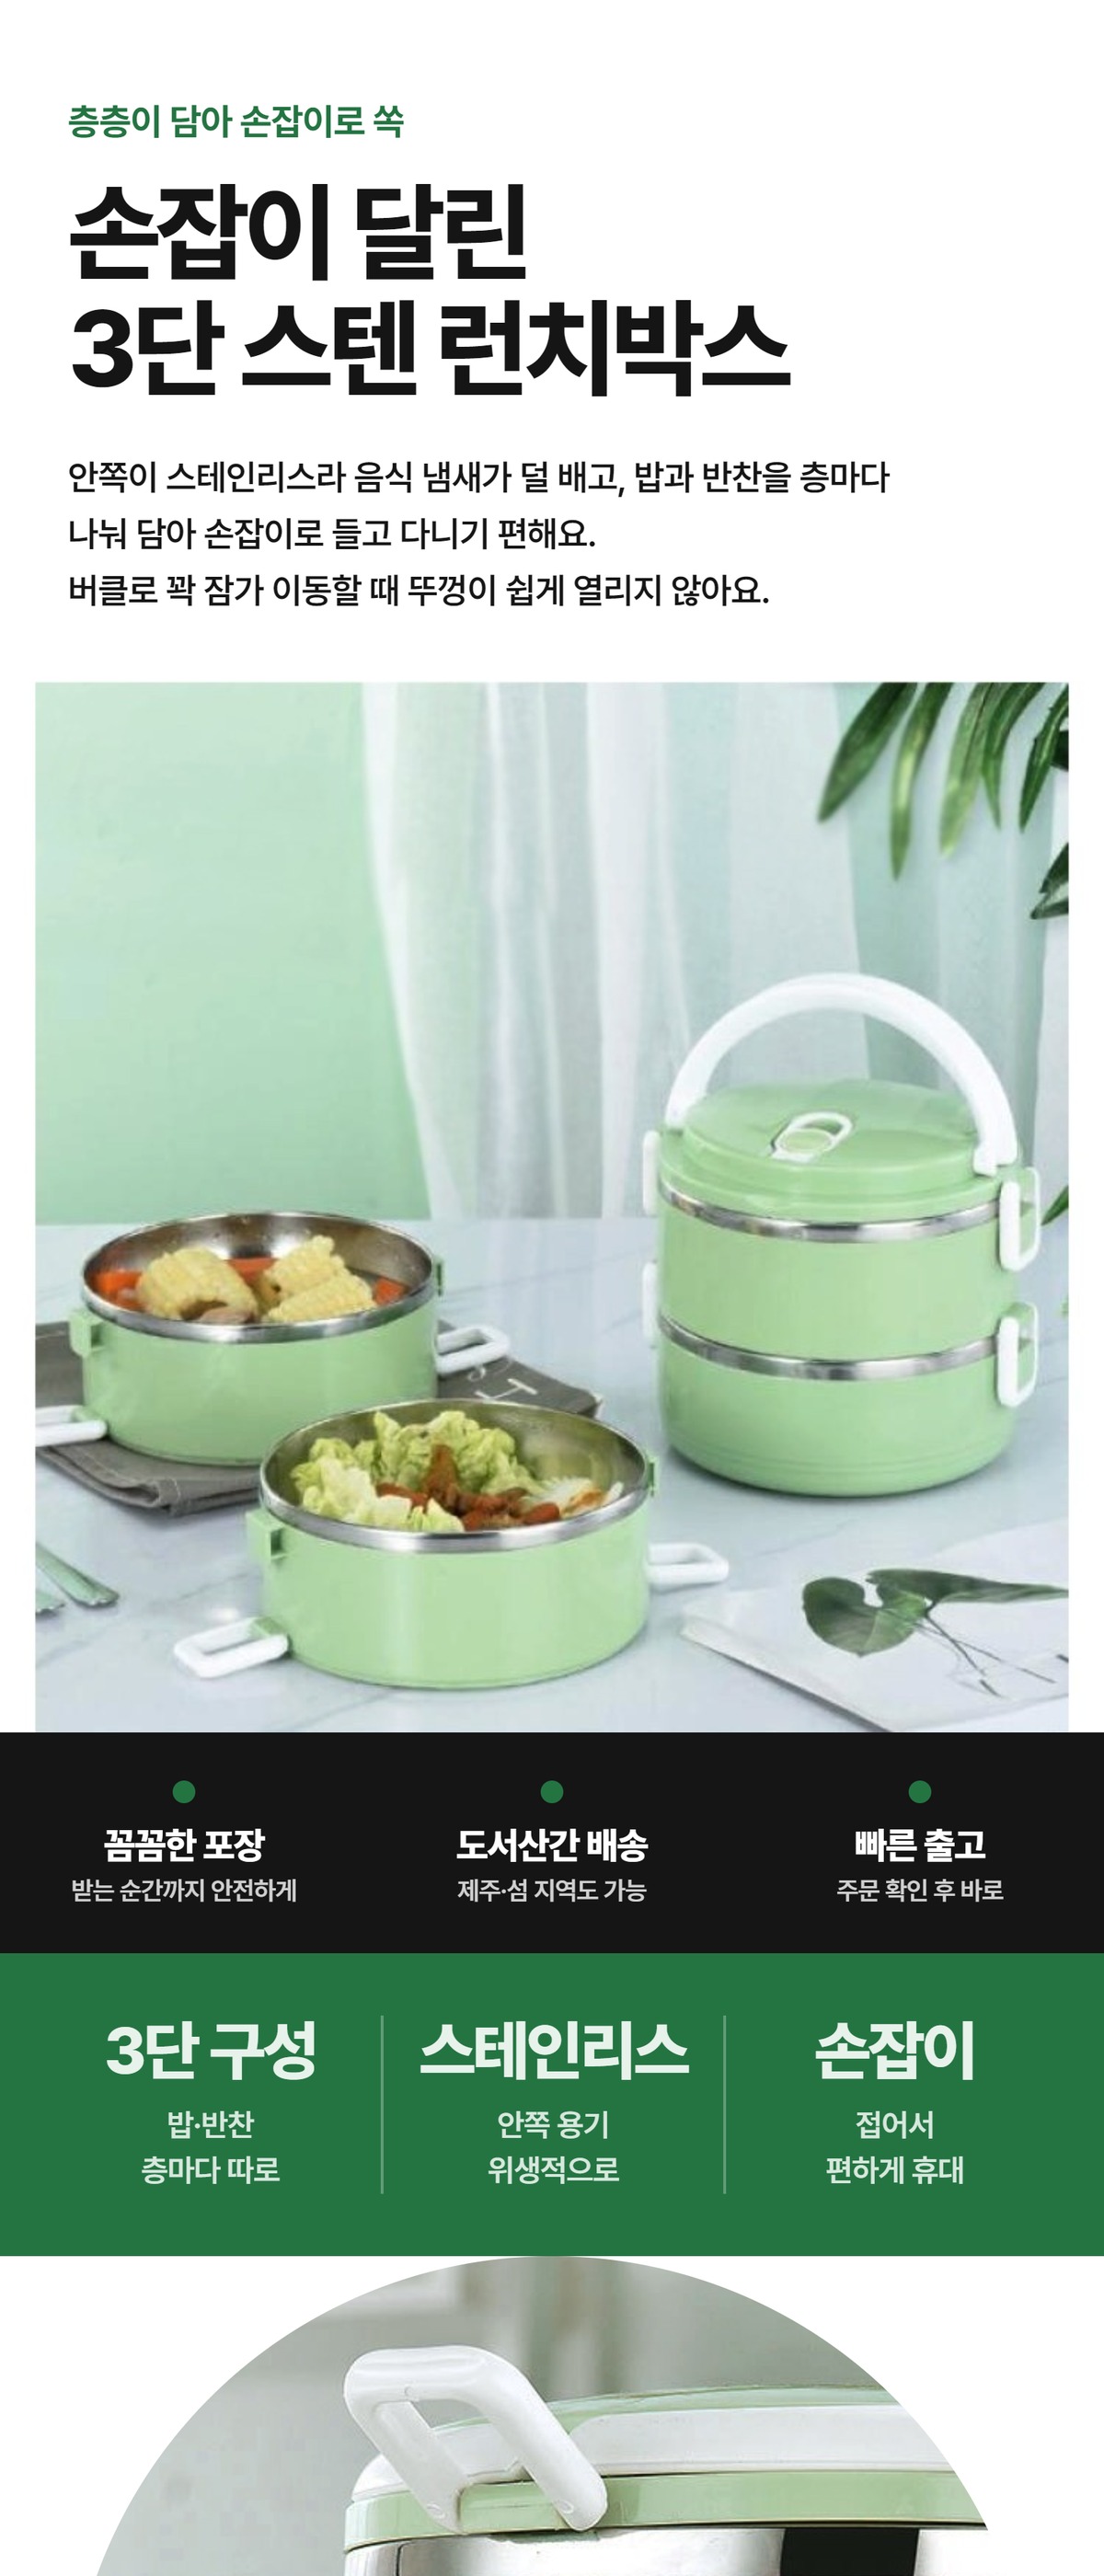 층층이 담아 손잡이로 쏙
손잡이 달린
3단 스텐 런치박스
안쪽이 스테인리스라 음식 냄새가 덜 배고, 밥과 반찬을 층마다
나눠 담아 손잡이로 들고 다니기 편해요.
버클로 꽉 잠가 이동할 때 뚜껑이 쉽게 열리지 않아요.
꼼꼼한 포장
받는 순간까지 안전하게
도서산간 배송
제주·섬 지역도 가능
빠른 출고
주문 확인 후 바로
3단 구성
밥·반찬
층마다 따로
스테인리스
안쪽 용기
위생적으로
손잡이
접어서
편하게 휴대